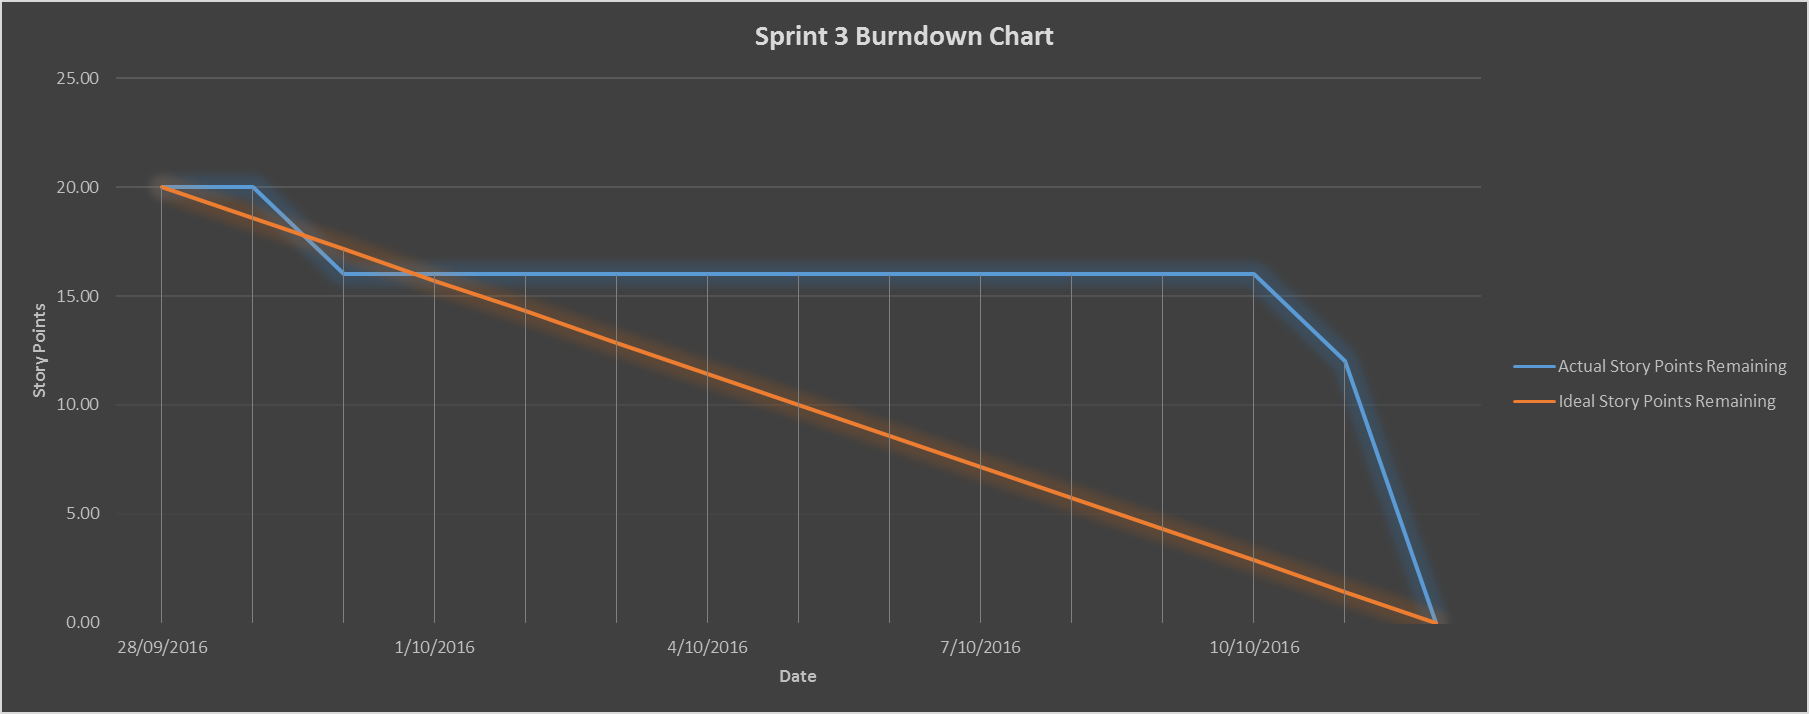 Sprint 3 Burndown Chart
25.00
20.00
15.00
10.00
5.00
0.00
Story Points
28/09/2016
1/10/2016
4/10/2016
7/10/2016
10/10/2016
Date
Actual Story Points Remaining
Ideal Story Points Remaining